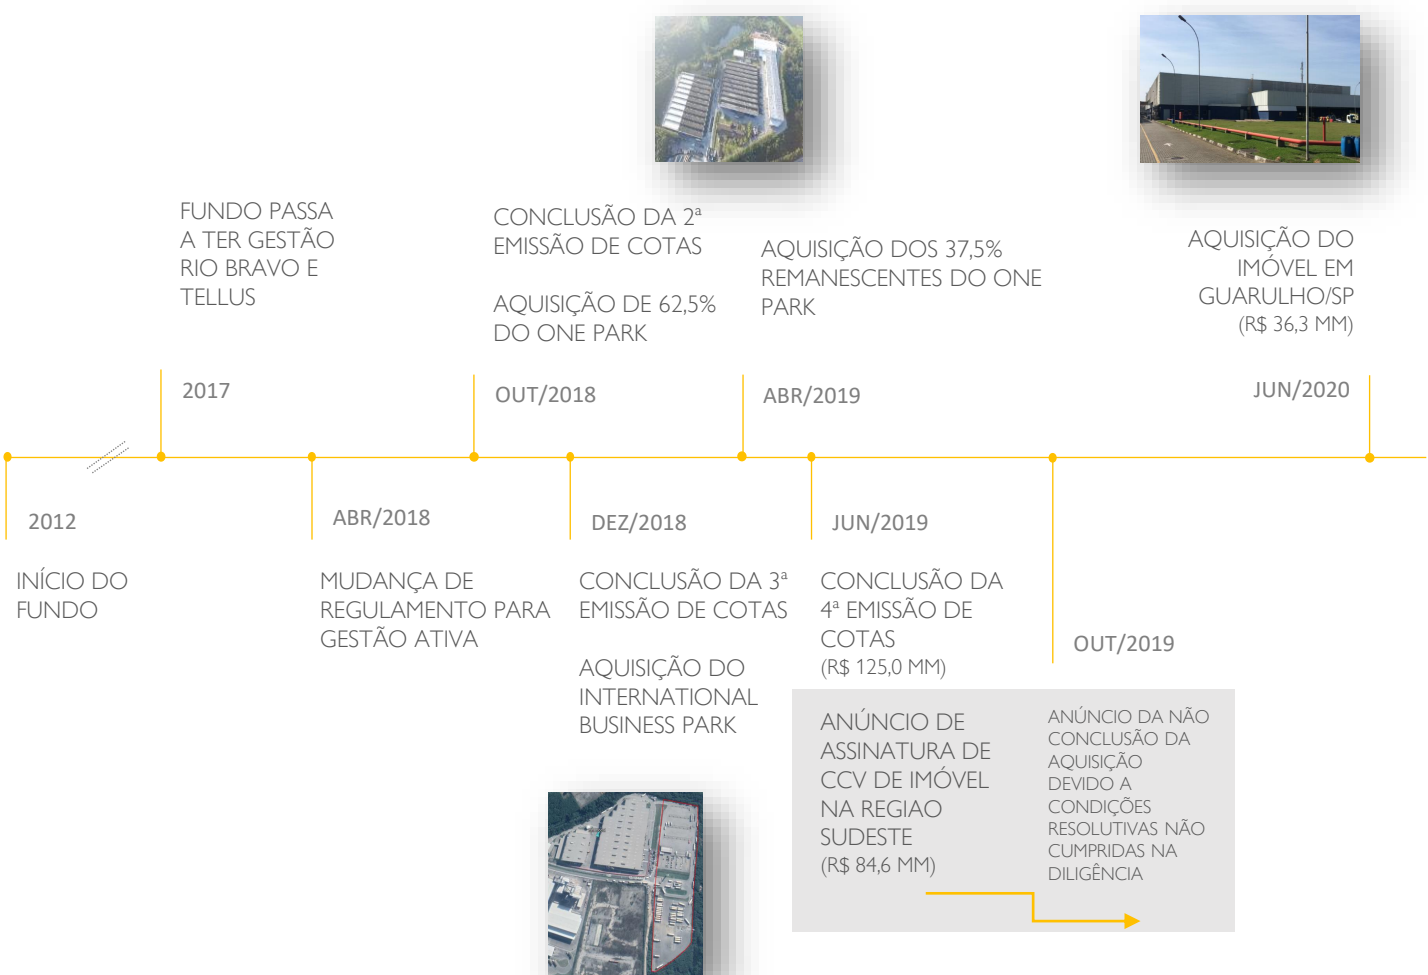 FUNDO PASSA
A TER GESTÃO
RIO BRAVO E
TELLUS
2017
CONCLUSÃO DA 2ª
EMISSÃO DE COTAS
AQUISIÇÃO DE 62,5%
DO ONE PARK
OUT/2018
AQUISIÇÃO DOS 37,5%
REMANESCENTES DO ONE
PARK
ABR/2019
AQUISIÇÃO DO
IMÓVEL EM
GUARULHO/SP
(R$ 36,3 MM)
JUN/2020
2012
INÍCIO DO
FUNDO
ABR/2018
MUDANÇA DE
REGULAMENTO PARA
GESTÃO ATIVA
DEZ/2018
CONCLUSÃO DA 3ª
EMISSÃO DE COTAS
AQUISIÇÃO DO
INTERNATIONAL
BUSINESS PARK
JUN/2019
CONCLUSÃO DA
4ª EMISSÃO DE
COTAS
(R$ 125,0 MM)
ANÚNCIO DE
ASSINATURA DE
CCV DE IMÓVEL
NA REGIAO
SUDESTE
(R$ 84,6 MM)
OUT/2019
ANÚNCIO DA NÃO
CONCLUSÃO DA
AQUISIÇÃO
DEVIDO A
CONDIÇÕES
RESOLUTIVAS NÃO
CUMPRIDAS NA
DILIGÊNCIA